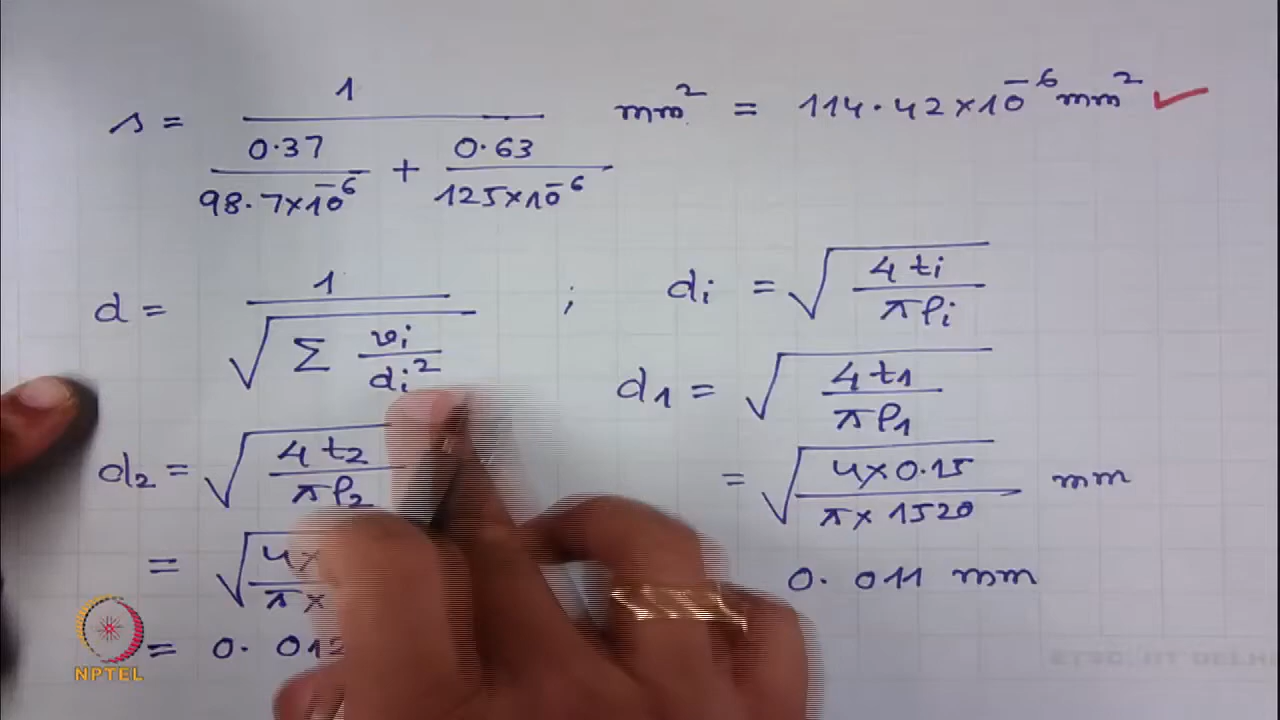 s = 1 / (0.37 / 98.7×10⁻⁶ + 0.63 / 125×10⁻⁶) mm² = 114.42×10⁻⁶ mm² ✓
d = 1 / √(Σ vi / di²) ; di = √(4ti / πρi)
d1 = √(4t1 / πρ1)
d2 = √(4t2 / πρ2)
= √(4×0.15 / π×1520) mm
= √(4× / π×
0.011 mm
= 0.012
NPTEL